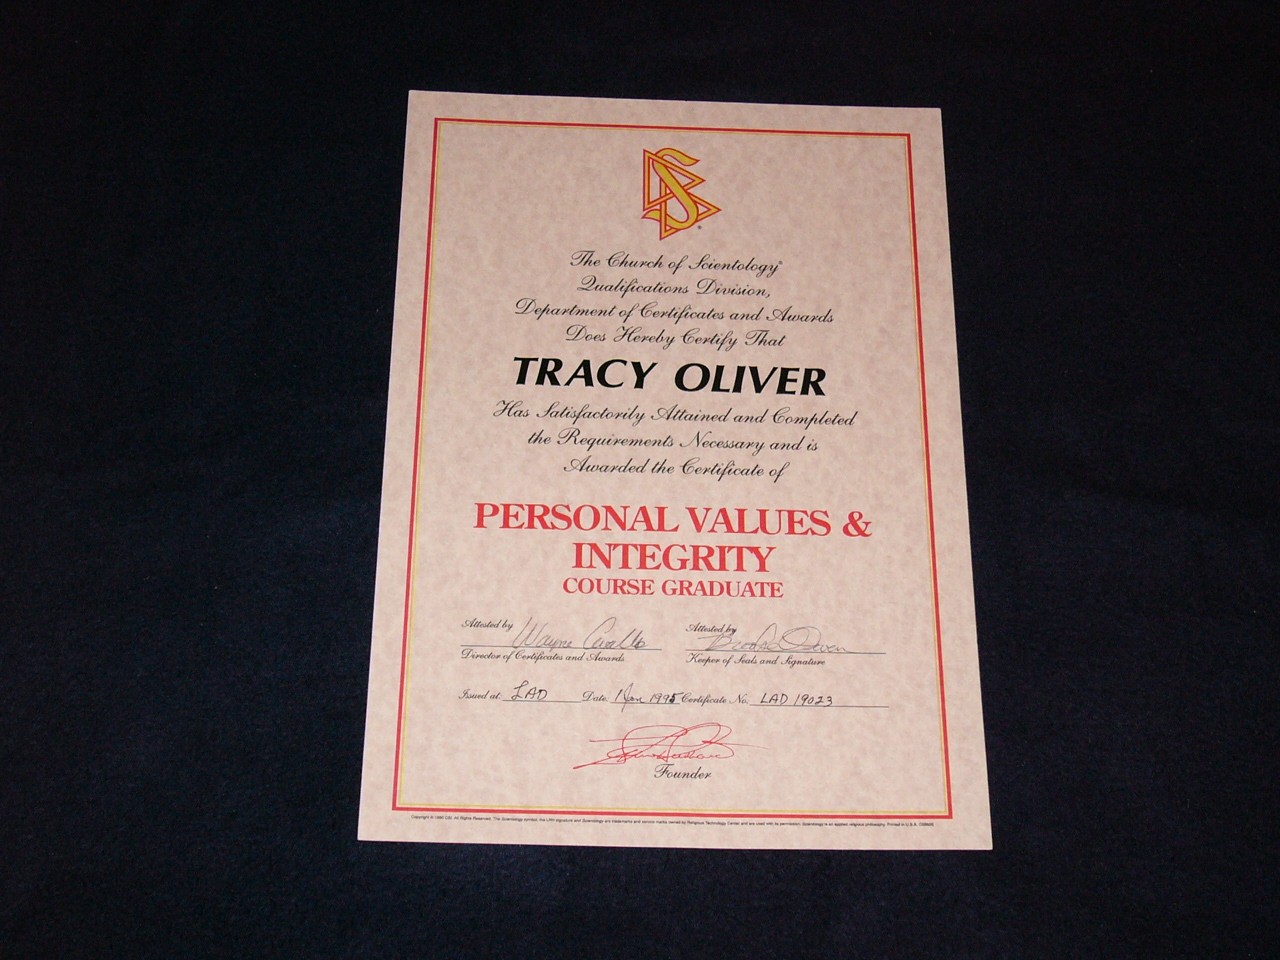 The Church of Scientology®
Qualifications Division,
Department of Certificates and Awards
Does Hereby Certify That
TRACY OLIVER
Has Satisfactorily Attained and Completed
the Requirements Necessary and is
Awarded the Certificate of
PERSONAL VALUES &
INTEGRITY
COURSE GRADUATE
Attested by Wayne Attested by
Director of Certificates and Awards Keeper of Seals and Signature
Issued at: LAD Date: 1 Jan 1995 Certificate No. LAD 19023
Founder